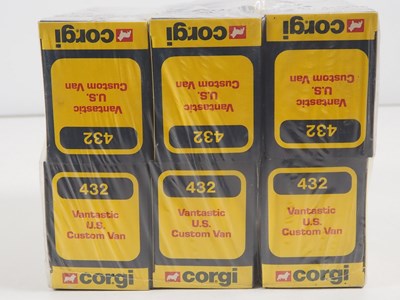 corgi
Vantastic
U.S.
Custom Van
432
corgi
Vantastic
U.S.
Custom Van
432
corgi
Vantastic
U.S.
Custom Van
432
432
Vantastic
U.S.
Custom Van
corgi
432
Vantastic
U.S.
Custom Van
corgi
432
Vantastic
U.S.
Custom Van
corgi